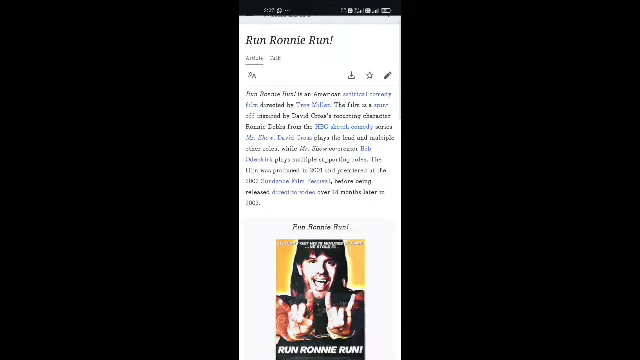 Run Ronnie Run!
Article Talk
Run Ronnie Run! is an American satirical comedy
film directed by Troy Miller. The film is a spin-
off inspired by David Cross's recurring character
Ronnie Dobbs from the HBO sketch comedy series
Mr. Show. David Cross plays the lead and multiple
other roles, while Mr. Show co-creator Bob
Odenkirk plays multiple supporting roles. The
film was produced in 2001 and premiered at the
2002 Sundance Film Festival, before being
released direct-to-video over 18 months later in
2003.
Run Ronnie Run!
RUN RONNIE RUN!